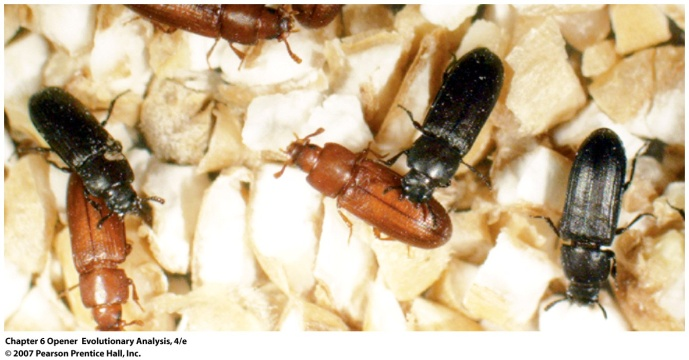 Chapter 6 Opener  Evolutionary Analysis, 4/e
© 2007 Pearson Prentice Hall, Inc.